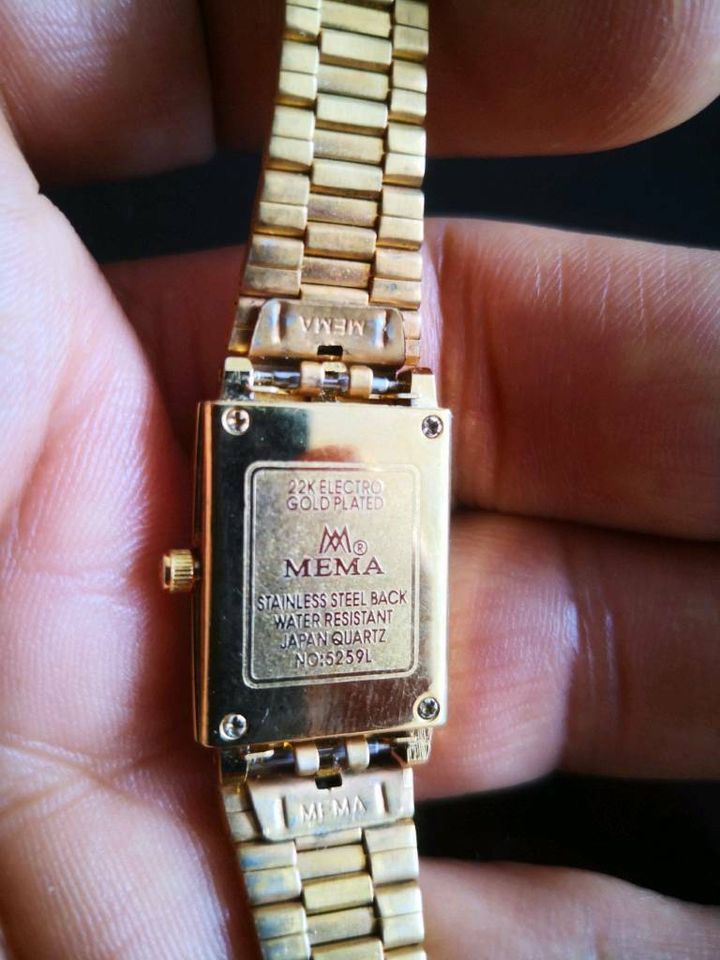 MEMA
22K ELECTRO
GOLD PLATED
®
MEMA
STAINLESS STEEL BACK
WATER RESISTANT
JAPAN QUARTZ
NO:5259L
MEMA